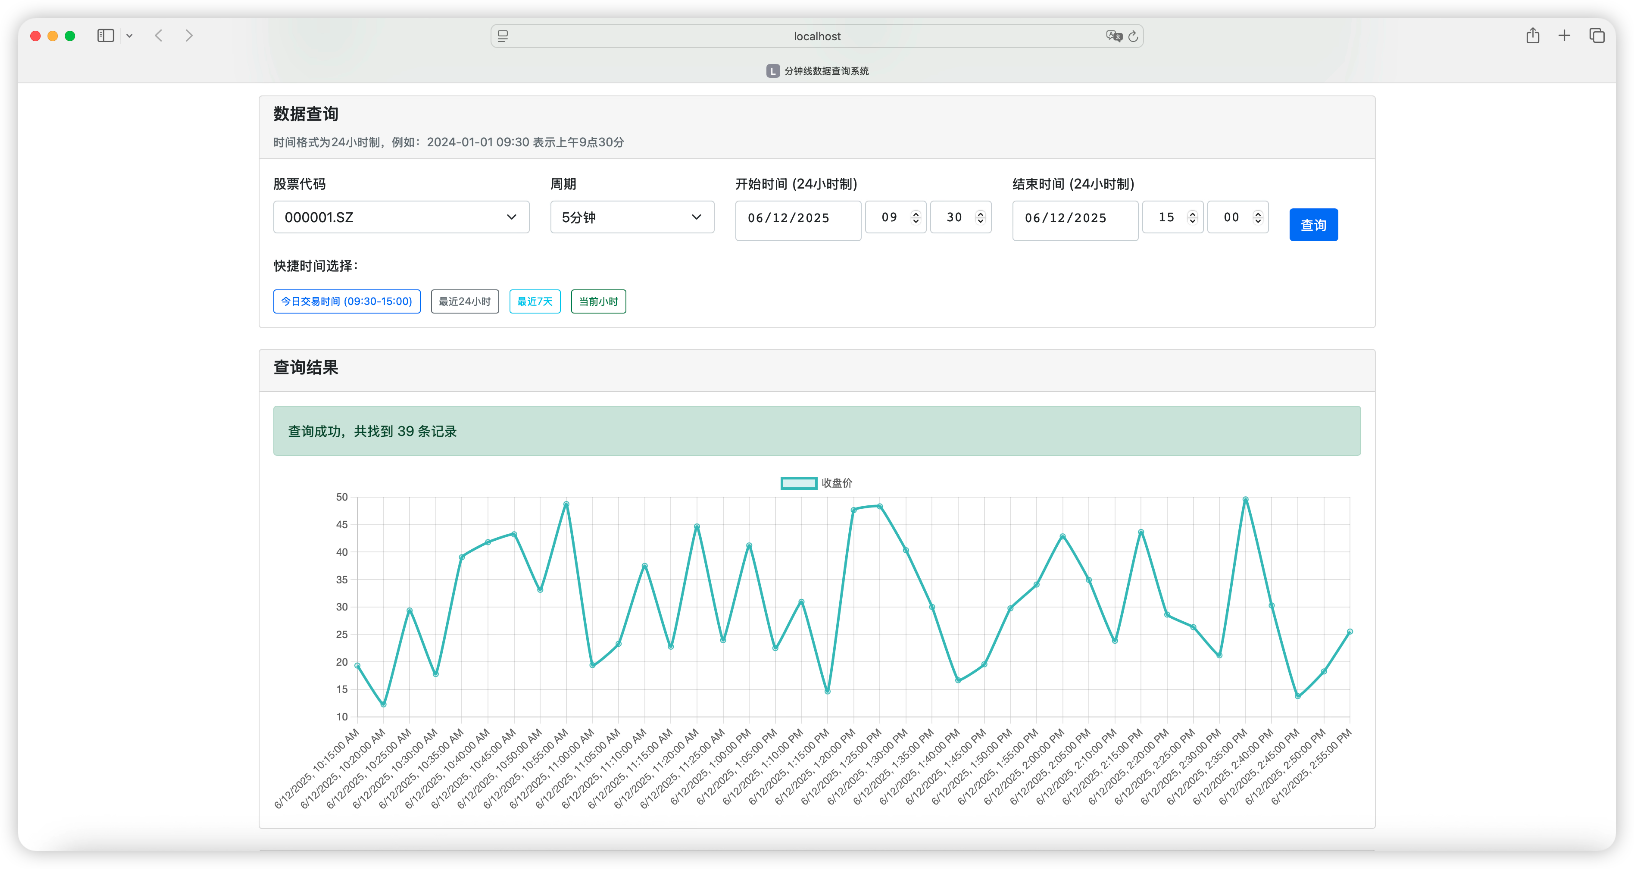 localhost
L 分钟线数据查询系统
数据查询
时间格式为24小时制，例如：2024-01-01 09:30 表示上午9点30分
股票代码 周期 开始时间 (24小时制) 结束时间 (24小时制)
000001.SZ 5分钟 06/12/2025 09 30 06/12/2025 15 00 查询
快捷时间选择：
今日交易时间 (09:30-15:00) 最近24小时 最近7天 当前小时
查询结果
查询成功，共找到 39 条记录
收盘价
50
45
40
35
30
25
20
15
10
6/12/2025, 10:15:00 AM
6/12/2025, 10:20:00 AM
6/12/2025, 10:25:00 AM
6/12/2025, 10:30:00 AM
6/12/2025, 10:35:00 AM
6/12/2025, 10:40:00 AM
6/12/2025, 10:45:00 AM
6/12/2025, 10:50:00 AM
6/12/2025, 10:55:00 AM
6/12/2025, 11:00:00 AM
6/12/2025, 11:05:00 AM
6/12/2025, 11:10:00 AM
6/12/2025, 11:15:00 AM
6/12/2025, 11:20:00 AM
6/12/2025, 11:25:00 AM
6/12/2025, 1:00:00 PM
6/12/2025, 1:05:00 PM
6/12/2025, 1:10:00 PM
6/12/2025, 1:15:00 PM
6/12/2025, 1:20:00 PM
6/12/2025, 1:25:00 PM
6/12/2025, 1:30:00 PM
6/12/2025, 1:35:00 PM
6/12/2025, 1:40:00 PM
6/12/2025, 1:45:00 PM
6/12/2025, 1:50:00 PM
6/12/2025, 1:55:00 PM
6/12/2025, 2:00:00 PM
6/12/2025, 2:05:00 PM
6/12/2025, 2:10:00 PM
6/12/2025, 2:15:00 PM
6/12/2025, 2:20:00 PM
6/12/2025, 2:25:00 PM
6/12/2025, 2:30:00 PM
6/12/2025, 2:35:00 PM
6/12/2025, 2:40:00 PM
6/12/2025, 2:45:00 PM
6/12/2025, 2:50:00 PM
6/12/2025, 2:55:00 PM